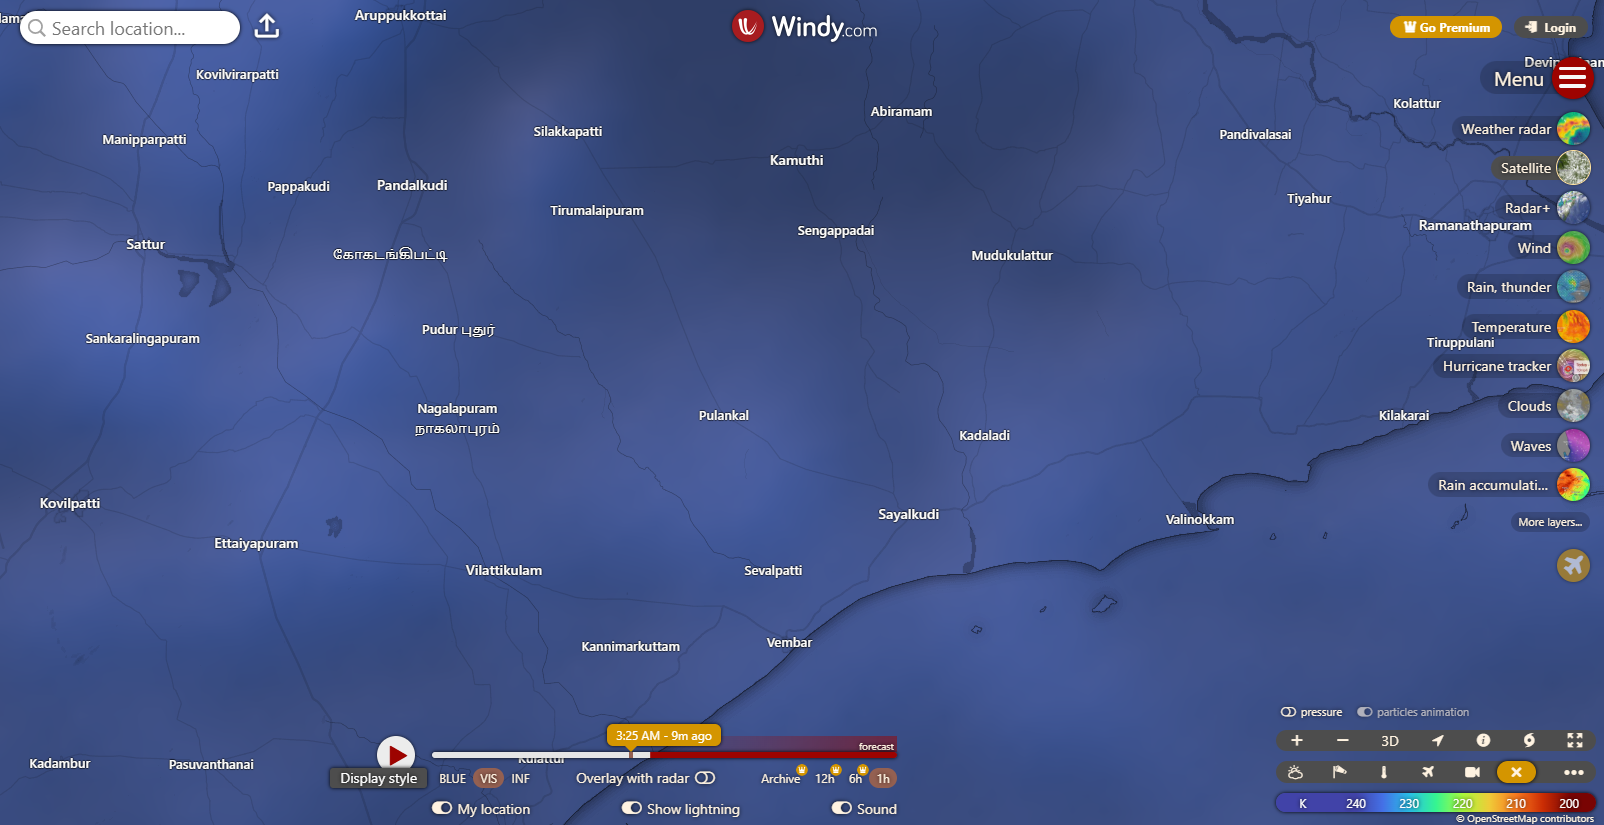 Aruppukkottai
Search location...
Windy.com
Go Premium
Login
Kovilvirarpatti
Menu
Kolattur
Abiramam
Manipparpatti
Silakkapatti
Pandivalasai
Weather radar
Kamuthi
Satellite
Pappakudi
Pandalkudi
Tiyahur
Tirumalaipuram
Radar+
Sengappadai
Ramanathapuram
Sattur
Wind
கோகடங்கிபட்டி
Mudukulattur
Rain, thunder
Pudur புதுர்
Temperature
Sankaralingapuram
Tiruppulani
Hurricane tracker
Nagalapuram
நாகலாபுரம்
Pulankal
Clouds
Kilakarai
Kadaladi
Waves
Rain accumulati...
Kovilpatti
Sayalkudi
Valinokkam
More layers...
Ettaiyapuram
Vilattikulam
Sevalpatti
Kannimarkuttam
Vembar
pressure
particles animation
3:25 AM - 9m ago
3D
forecast
Kadambur
Pasuvanthanai
Kulattur
Display style
BLUE VIS INF
Overlay with radar
Archive 12h 6h 1h
My location
Show lightning
Sound
K 240 230 220 210 200
© OpenStreetMap contributors